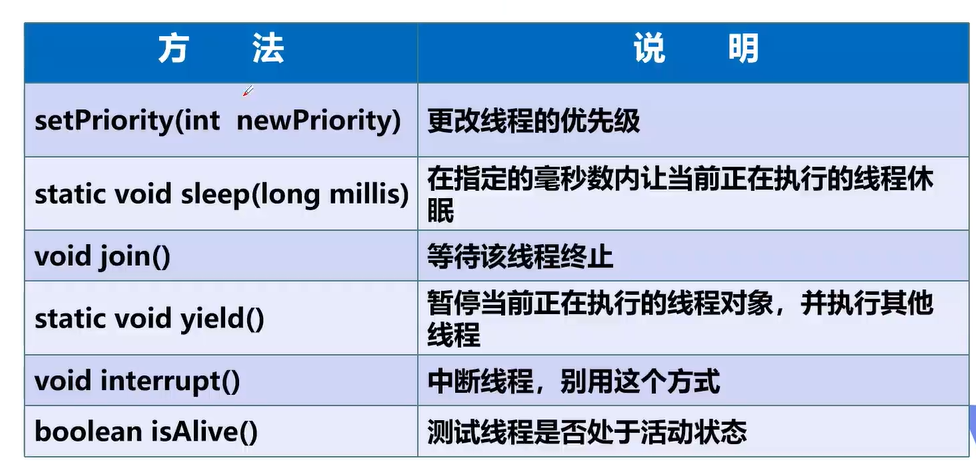 方 法
说 明
setPriority(int newPriority)
更改线程的优先级
static void sleep(long millis)
在指定的毫秒数内让当前正在执行的线程休
眠
void join()
等待该线程终止
static void yield()
暂停当前正在执行的线程对象，并执行其他
线程
void interrupt()
中断线程，别用这个方式
boolean isAlive()
测试线程是否处于活动状态